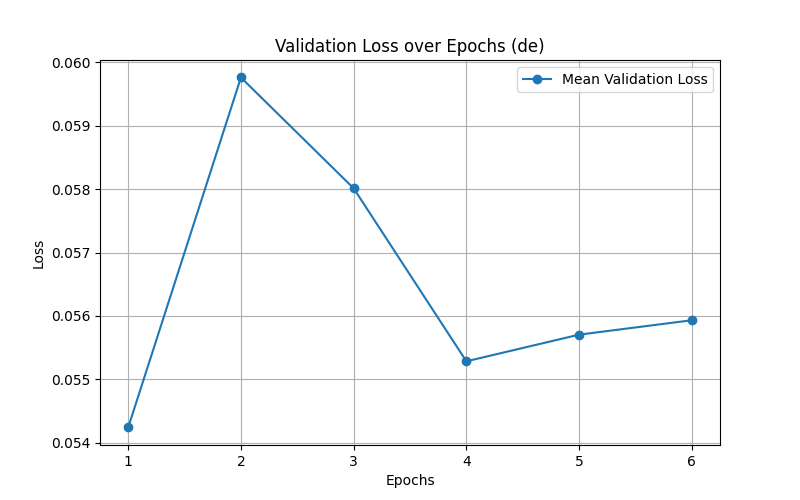 Validation Loss over Epochs (de)
Mean Validation Loss
0.060
0.059
0.058
0.057
0.056
0.055
0.054
Loss
1 2 3 4 5 6
Epochs